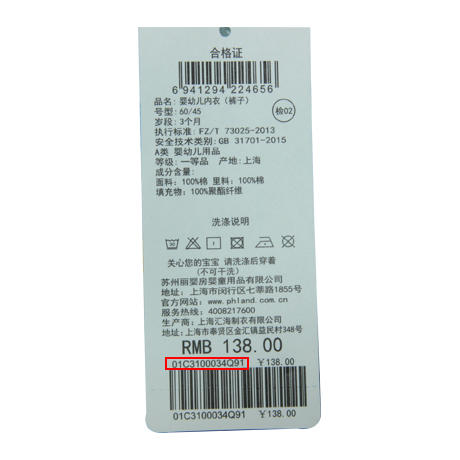 合格证
6 941294 224656
品名: 婴幼儿内衣(裤子)
号型: 60/45
检02
岁段: 3个月
执行标准: FZ/T 73025-2013
安全技术类别: GB 31701-2015
A类 婴幼儿用品
等级: 一等品 产地: 上海
成分含量:
面料: 100%棉 里料: 100%棉
填充物: 100%聚酯纤维
洗涤说明
关心您的宝宝 请洗涤后穿着
(不可干洗)
苏州丽婴房婴童用品有限公司
地址: 上海市闵行区七莘路1855号
官方网站: www.phland.com.cn
服务热线: 4008217600
生产商: 上海汇海制衣有限公司
地址: 上海市奉贤区金汇镇益民村348号
RMB 138.00
01C3100034Q91 ¥138.00
01C3100034Q91 ¥138.00